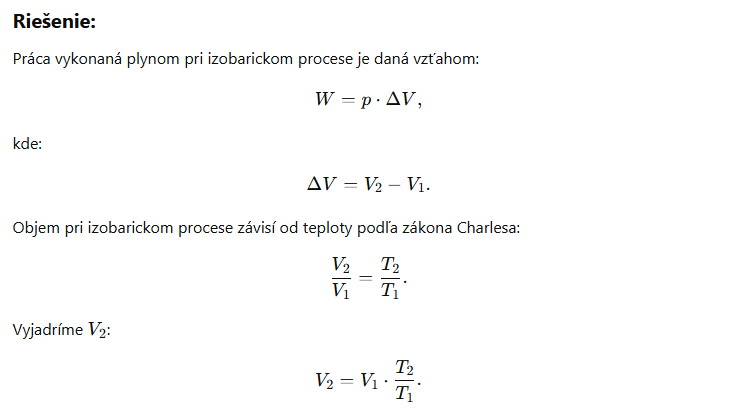 Riešenie:
Práca vykonaná plynom pri izobarickom procese je daná vzťahom:
W = p · ΔV,
kde:
ΔV = V₂ − V₁.
Objem pri izobarickom procese závisí od teploty podľa zákona Charlesa:
V₂/V₁ = T₂/T₁.
Vyjadríme V₂:
V₂ = V₁ · T₂/T₁.